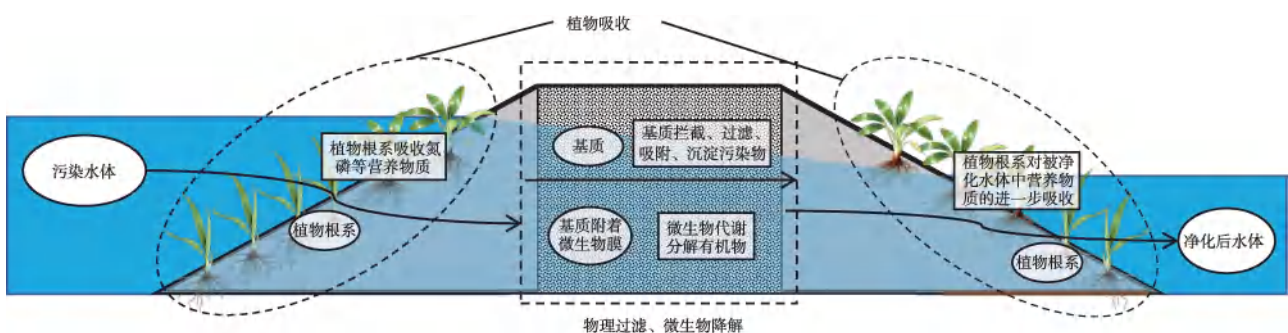 植物吸收
污染水体
植物根系吸收氮
磷等营养物质
植物根系
基质
基质拦截、过滤、
吸附、沉淀污染物
基质附着
微生物膜
微生物代谢
分解有机物
植物根系对被净
化水体中营养物
质的进一步吸收
植物根系
净化后水体
物理过滤、微生物降解